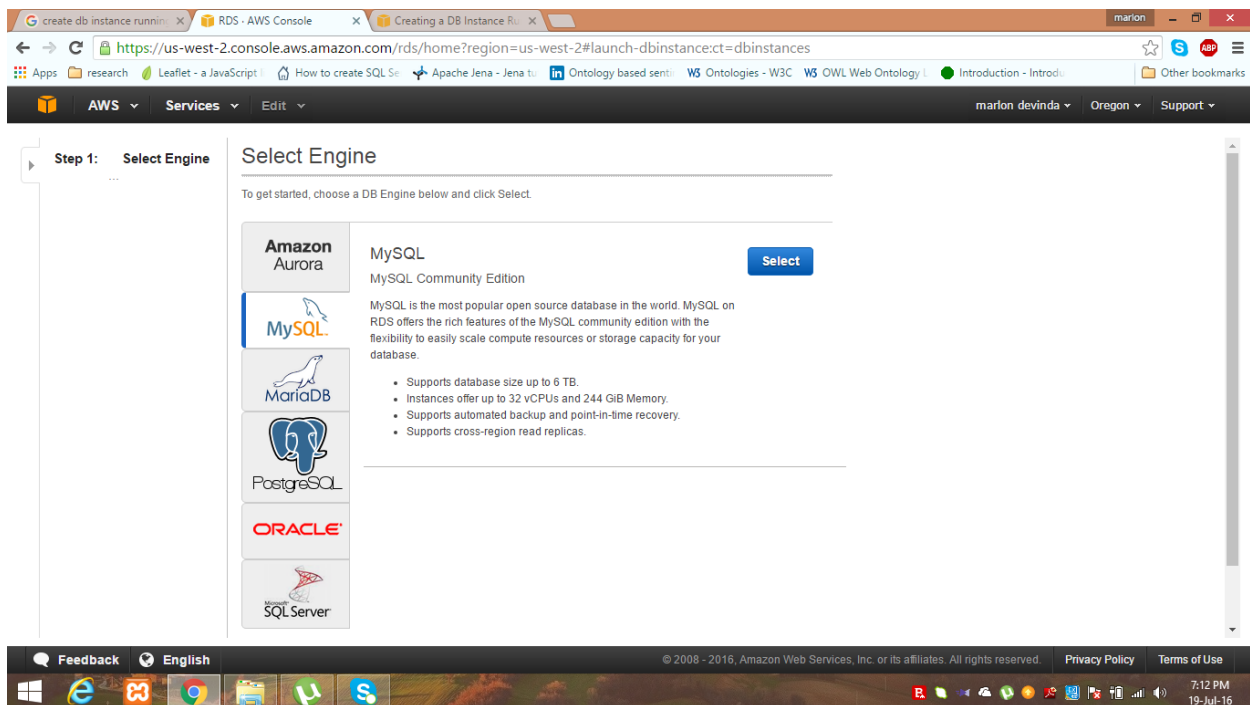 create db instance runnin
RDS · AWS Console
Creating a DB Instance Ru
marlon
https://us-west-2.console.aws.amazon.com/rds/home?region=us-west-2#launch-dbinstance:ct=dbinstances
ABP
Apps research Leaflet - a JavaScript How to create SQL Se Apache Jena - Jena tu in Ontology based senti W3 Ontologies - W3C W3 OWL Web Ontology L Introduction - Introdu Other bookmarks
AWS Services Edit marlon devinda Oregon Support
Step 1: Select Engine
...
Select Engine
To get started, choose a DB Engine below and click Select.
Amazon
Aurora
MySQL
MariaDB
PostgreSQL
ORACLE
Microsoft
SQL Server
MySQL
Select
MySQL Community Edition
MySQL is the most popular open source database in the world. MySQL on
RDS offers the rich features of the MySQL community edition with the
flexibility to easily scale compute resources or storage capacity for your
database.
• Supports database size up to 6 TB.
• Instances offer up to 32 vCPUs and 244 GiB Memory.
• Supports automated backup and point-in-time recovery.
• Supports cross-region read replicas.
Feedback English © 2008 - 2016, Amazon Web Services, Inc. or its affiliates. All rights reserved. Privacy Policy Terms of Use
7:12 PM
19-Jul-16